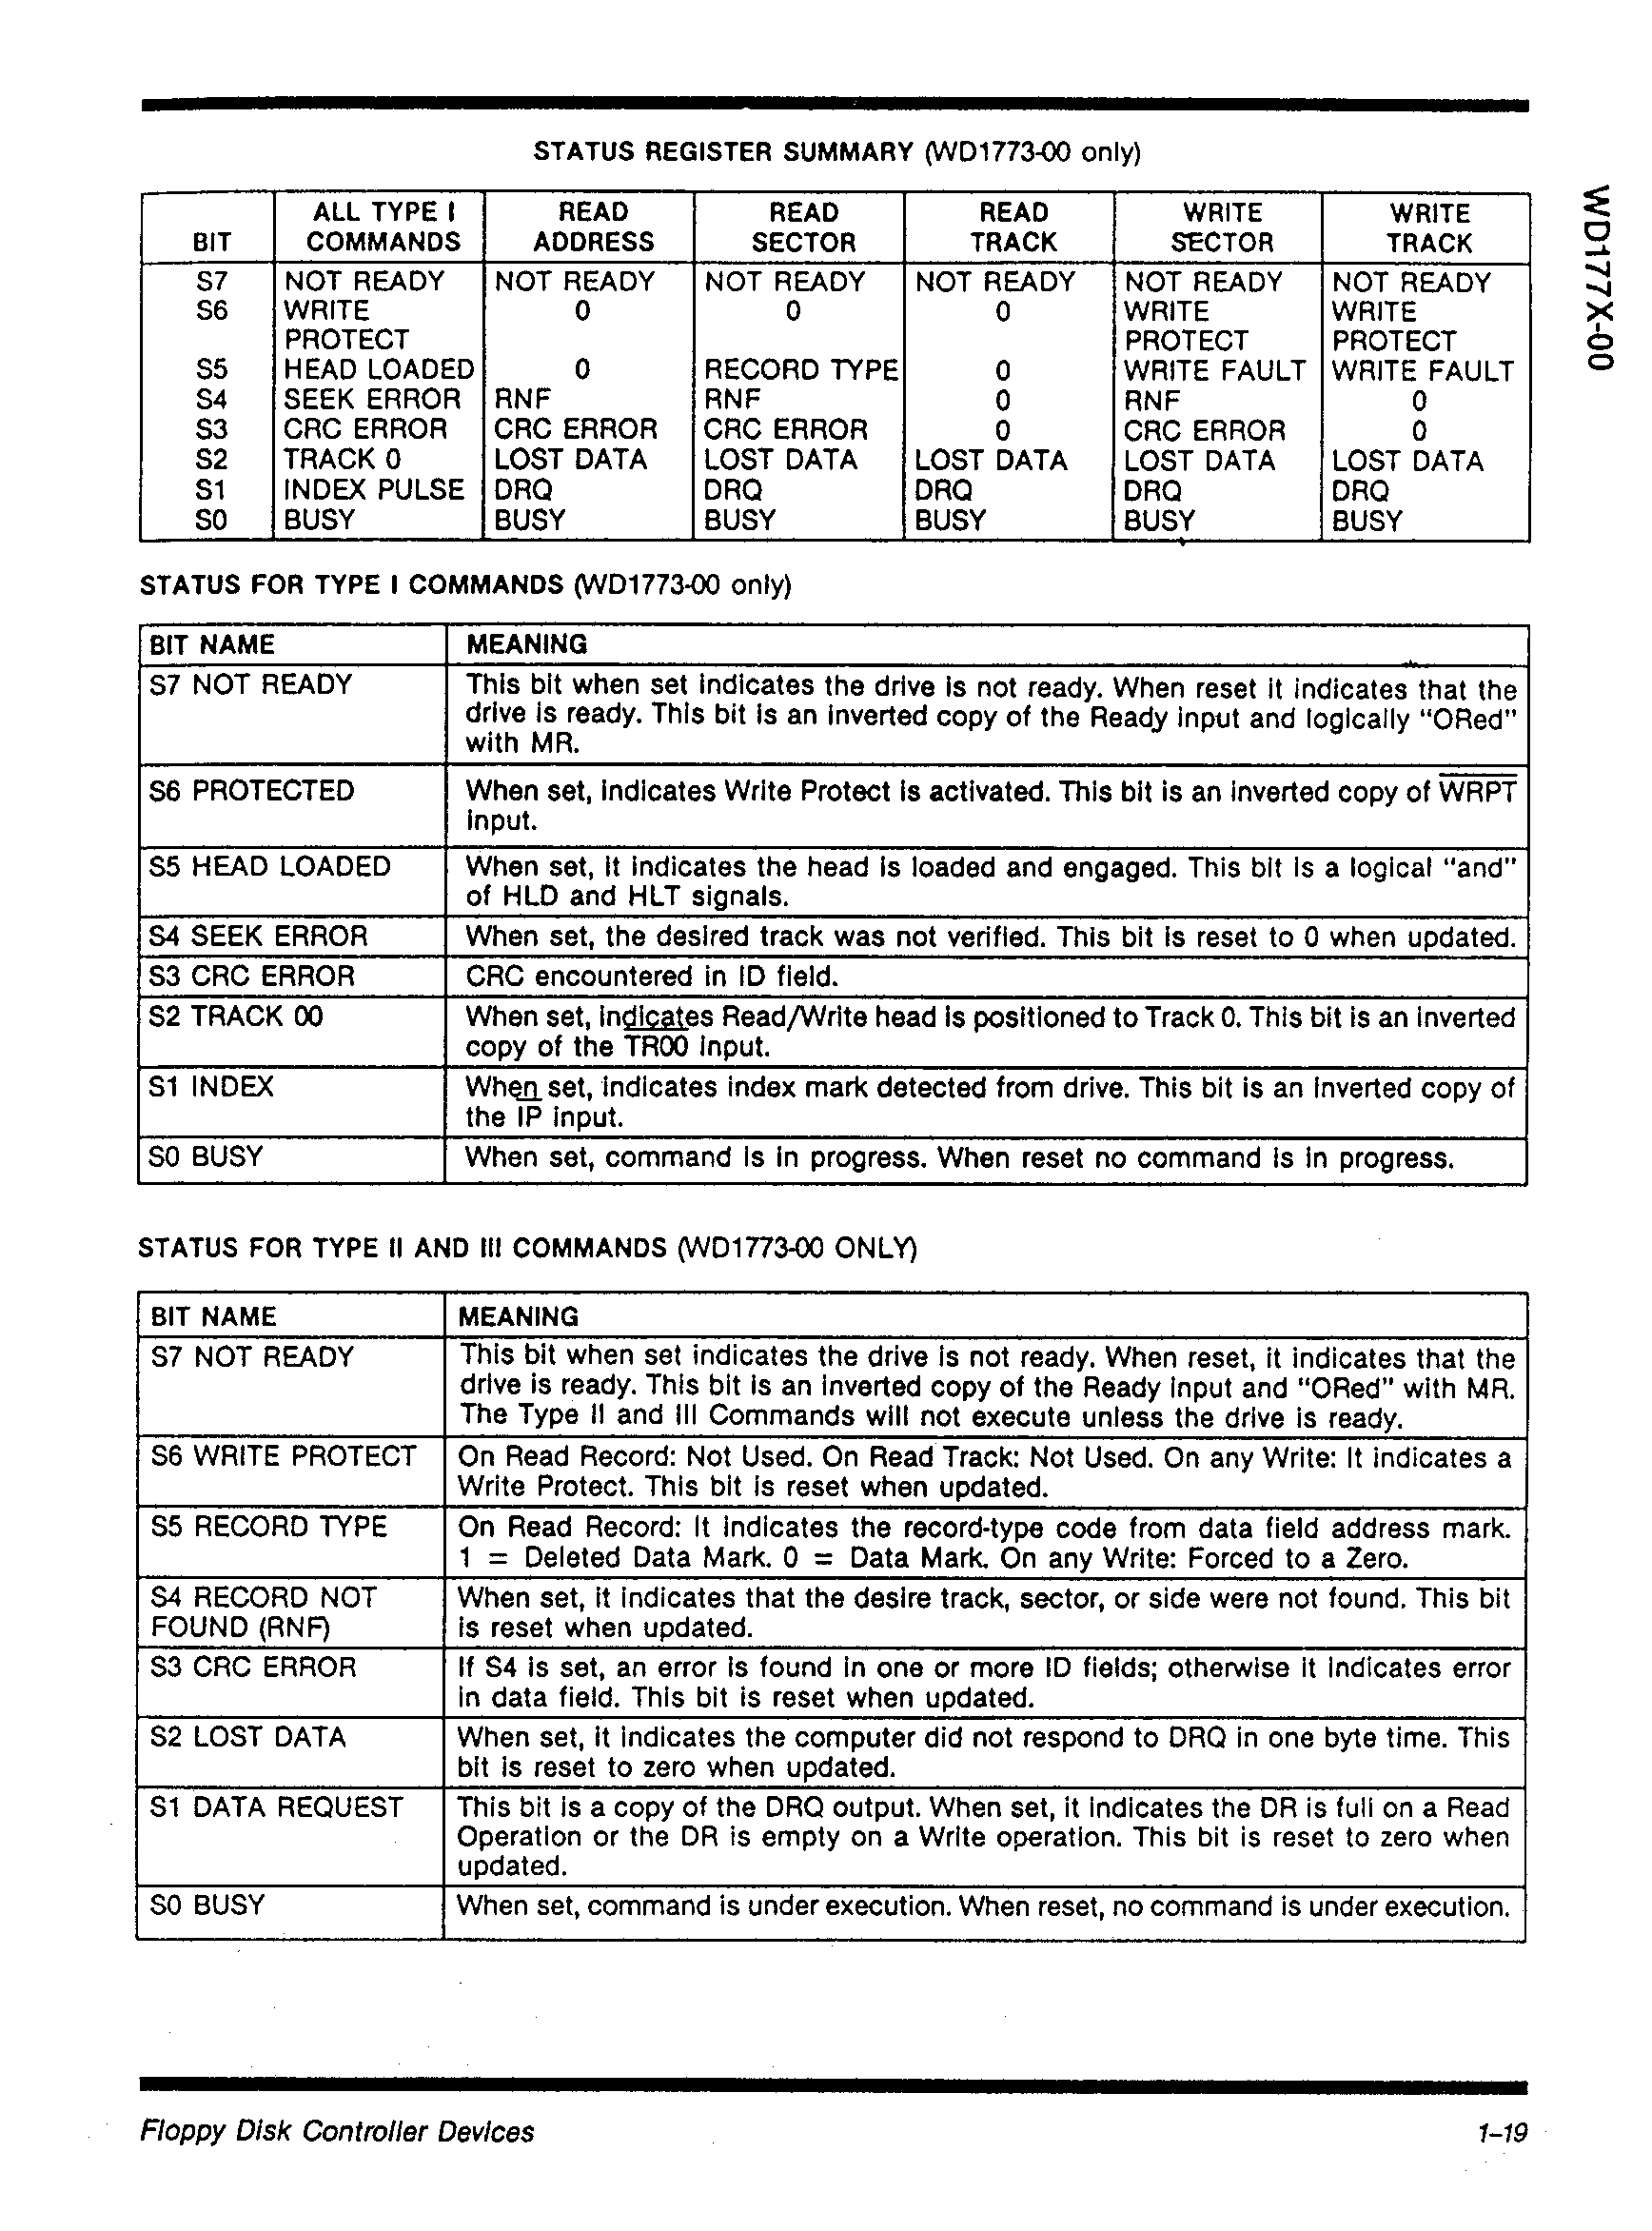 STATUS REGISTER SUMMARY (WD1773-00 only)
WD177X-00
BIT ALL TYPE I COMMANDS READ ADDRESS READ SECTOR READ TRACK WRITE SECTOR WRITE TRACK
S7 NOT READY NOT READY NOT READY NOT READY NOT READY NOT READY
S6 WRITE 0 0 0 WRITE WRITE
PROTECT PROTECT PROTECT
S5 HEAD LOADED 0 RECORD TYPE 0 WRITE FAULT WRITE FAULT
S4 SEEK ERROR RNF RNF 0 RNF 0
S3 CRC ERROR CRC ERROR CRC ERROR 0 CRC ERROR 0
S2 TRACK 0 LOST DATA LOST DATA LOST DATA LOST DATA LOST DATA
S1 INDEX PULSE DRQ DRQ DRQ DRQ DRQ
S0 BUSY BUSY BUSY BUSY BUSY BUSY
STATUS FOR TYPE I COMMANDS (WD1773-00 only)
BIT NAME MEANING
S7 NOT READY This bit when set indicates the drive is not ready. When reset it indicates that the
drive is ready. This bit is an inverted copy of the Ready input and logically “ORed”
with MR.
S6 PROTECTED When set, indicates Write Protect is activated. This bit is an inverted copy of WRPT
input.
S5 HEAD LOADED When set, it indicates the head is loaded and engaged. This bit is a logical “and”
of HLD and HLT signals.
S4 SEEK ERROR When set, the desired track was not verified. This bit is reset to 0 when updated.
S3 CRC ERROR CRC encountered in ID field.
S2 TRACK 00 When set, indicates Read/Write head is positioned to Track 0. This bit is an inverted
copy of the TR00 input.
S1 INDEX When set, indicates index mark detected from drive. This bit is an inverted copy of
the IP input.
S0 BUSY When set, command is in progress. When reset no command is in progress.
STATUS FOR TYPE II AND III COMMANDS (WD1773-00 ONLY)
BIT NAME MEANING
S7 NOT READY This bit when set indicates the drive is not ready. When reset, it indicates that the
drive is ready. This bit is an inverted copy of the Ready input and “ORed” with MR.
The Type II and III Commands will not execute unless the drive is ready.
S6 WRITE PROTECT On Read Record: Not Used. On Read Track: Not Used. On any Write: It indicates a
Write Protect. This bit is reset when updated.
S5 RECORD TYPE On Read Record: It indicates the record-type code from data field address mark.
1 = Deleted Data Mark. 0 = Data Mark. On any Write: Forced to a Zero.
S4 RECORD NOT When set, it indicates that the desire track, sector, or side were not found. This bit
FOUND (RNF) is reset when updated.
S3 CRC ERROR If S4 is set, an error is found in one or more ID fields; otherwise it indicates error
in data field. This bit is reset when updated.
S2 LOST DATA When set, it indicates the computer did not respond to DRQ in one byte time. This
bit is reset to zero when updated.
S1 DATA REQUEST This bit is a copy of the DRQ output. When set, it indicates the DR is full on a Read
Operation or the DR is empty on a Write operation. This bit is reset to zero when
updated.
S0 BUSY When set, command is under execution. When reset, no command is under execution.
Floppy Disk Controller Devices 1–19